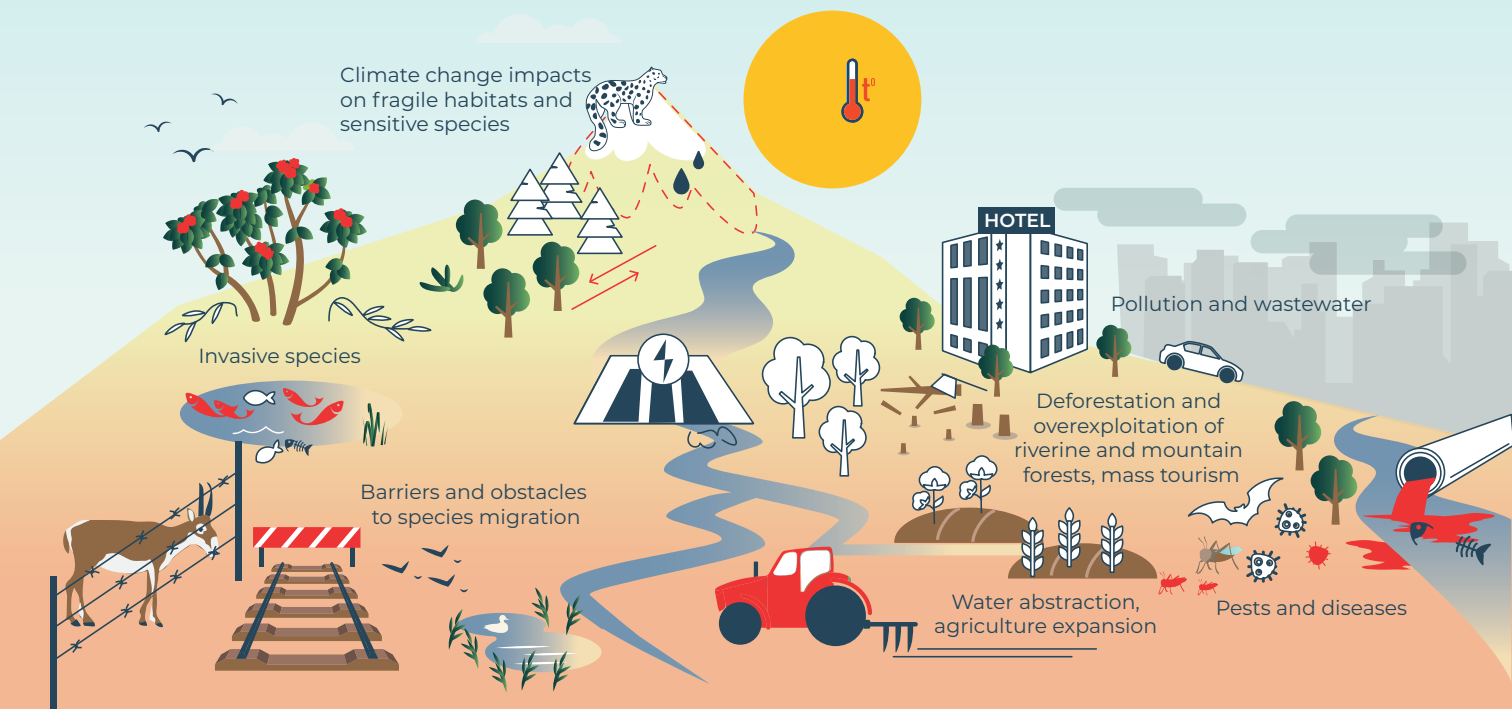 Climate change impacts
on fragile habitats and
sensitive species
t⁰
HOTEL
Pollution and wastewater
Invasive species
Deforestation and
overexploitation of
riverine and mountain
forests, mass tourism
Barriers and obstacles
to species migration
Water abstraction,
agriculture expansion
Pests and diseases